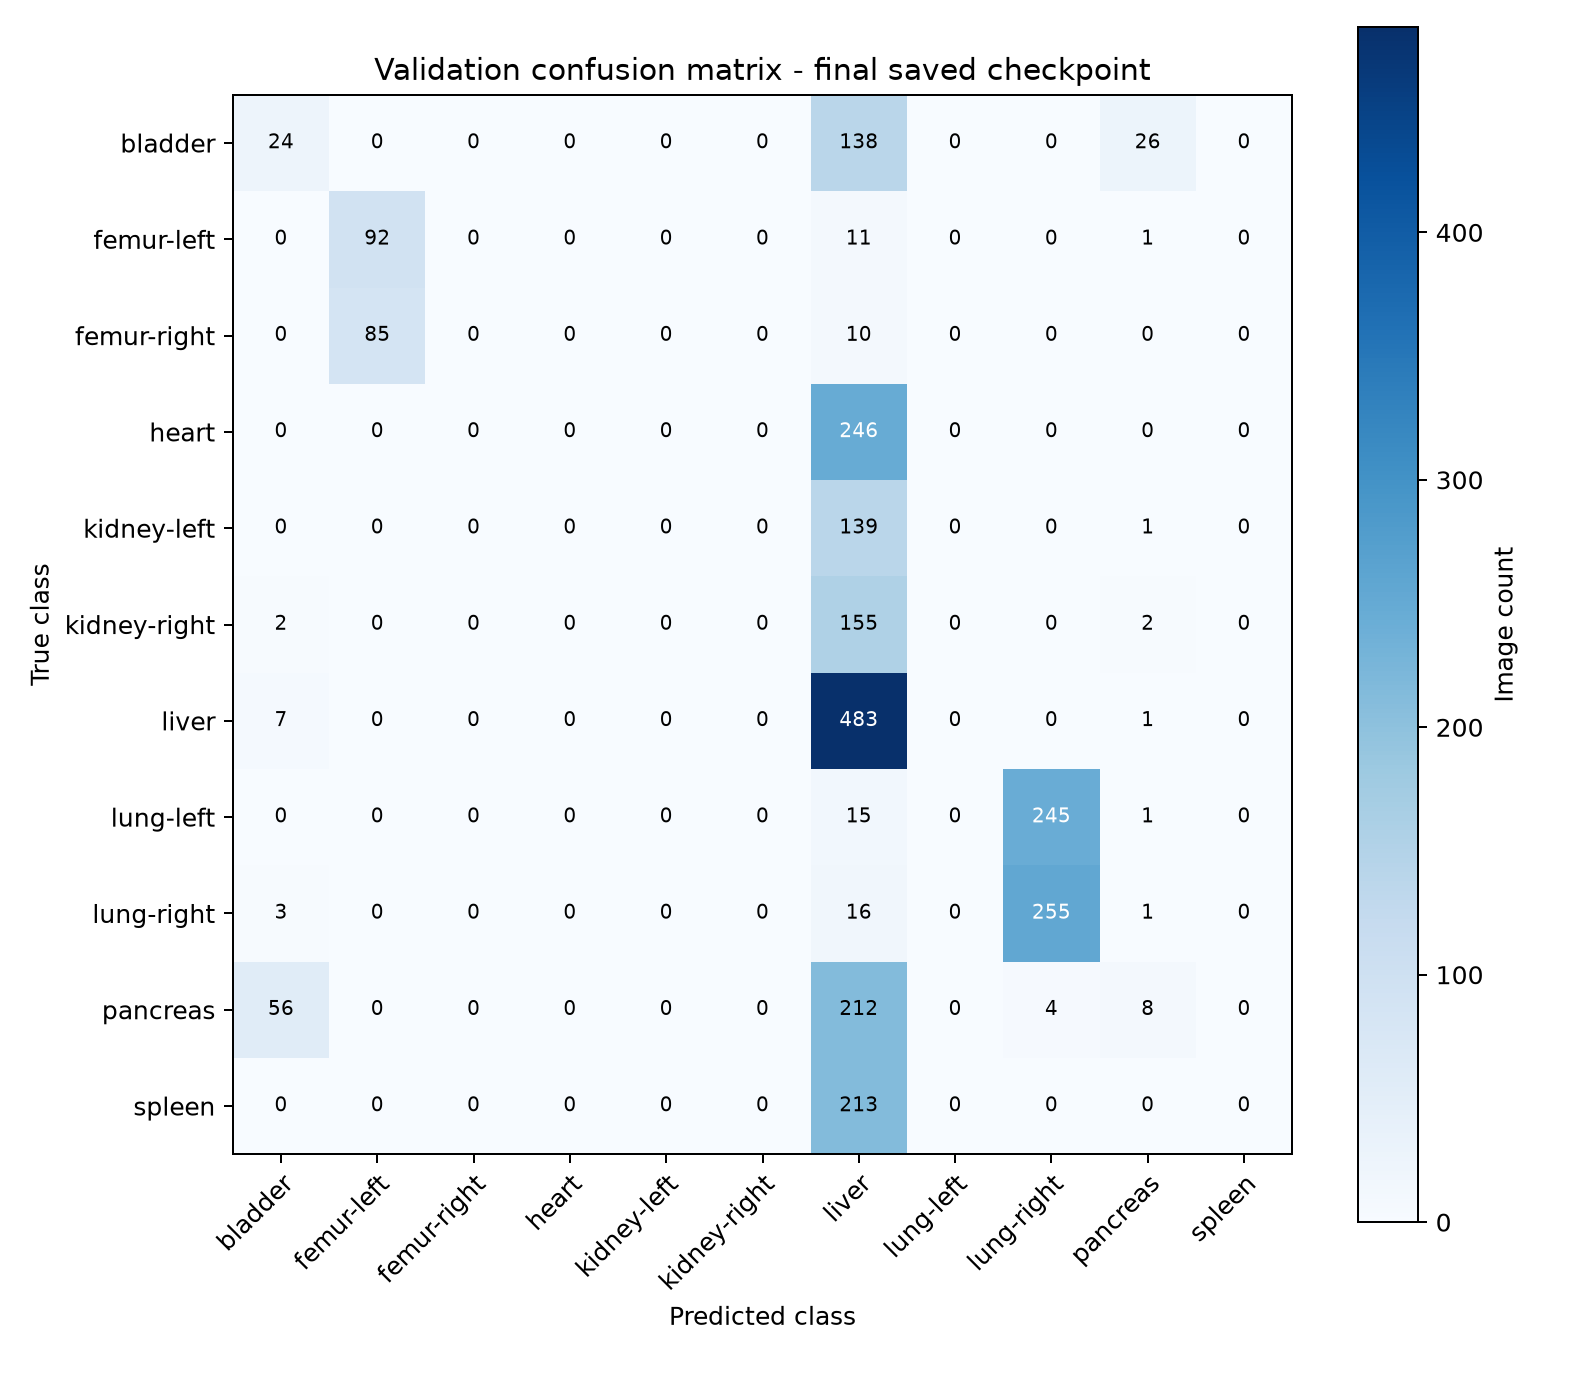 Validation confusion matrix - final saved checkpoint
bladder 24 0 0 0 0 0 138 0 0 26 0
femur-left 0 92 0 0 0 0 11 0 0 1 0
femur-right 0 85 0 0 0 0 10 0 0 0 0
heart 0 0 0 0 0 0 246 0 0 0 0
kidney-left 0 0 0 0 0 0 139 0 0 1 0
kidney-right 2 0 0 0 0 0 155 0 0 2 0
liver 7 0 0 0 0 0 483 0 0 1 0
lung-left 0 0 0 0 0 0 15 0 245 1 0
lung-right 3 0 0 0 0 0 16 0 255 1 0
pancreas 56 0 0 0 0 0 212 0 4 8 0
spleen 0 0 0 0 0 0 213 0 0 0 0
bladder femur-left femur-right heart kidney-left kidney-right liver lung-left lung-right pancreas spleen
Predicted class
True class
400
300
200
100
0
Image count